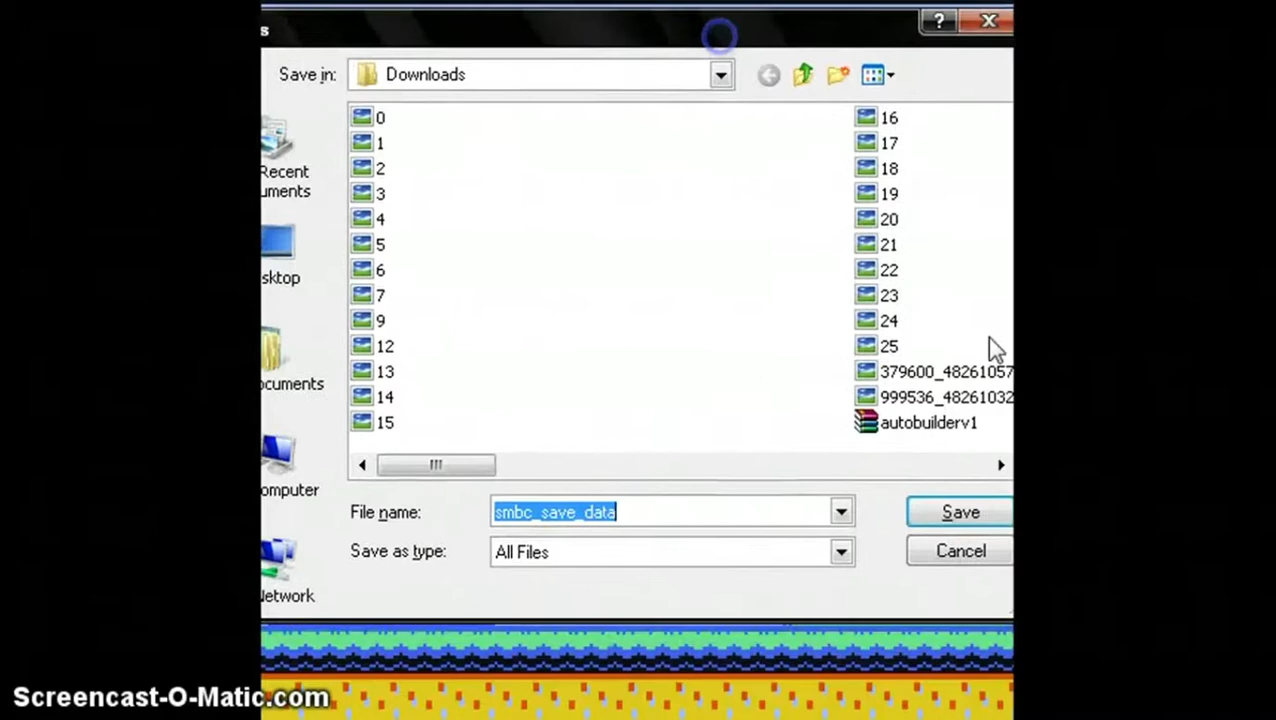 s
?
Save in:
Downloads
Recent
uments
sktop
ocuments
omputer
Network
0
1
2
3
4
5
6
7
9
12
13
14
15
16
17
18
19
20
21
22
23
24
25
379600_48261057
999536_48261032
autobuilderv1
File name:
smbc_save_data
Save
Save as type:
All Files
Cancel
Screencast-O-Matic.com